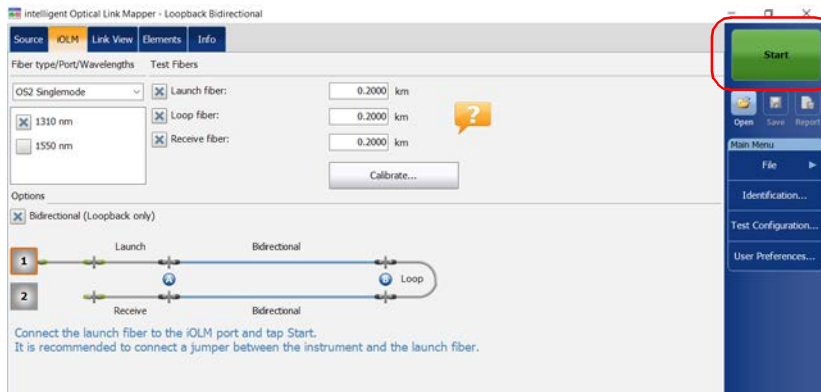 intelligent Optical Link Mapper - Loopback Bidirectional
Source iOLM Link View Elements Info
Start
Fiber type/Port/Wavelengths Test Fibers
OS2 Singlemode Launch fiber: 0.2000 km
1310 nm Loop fiber: 0.2000 km ?
1550 nm Receive fiber: 0.2000 km
Open Save Report
Calibrate...
Main Menu
File
Identification...
Test Configuration...
User Preferences...
Options
Bidirectional (Loopback only)
Launch Bidirectional
1
A B Loop
2
Receive Bidirectional
Connect the launch fiber to the iOLM port and tap Start.
It is recommended to connect a jumper between the instrument and the launch fiber.